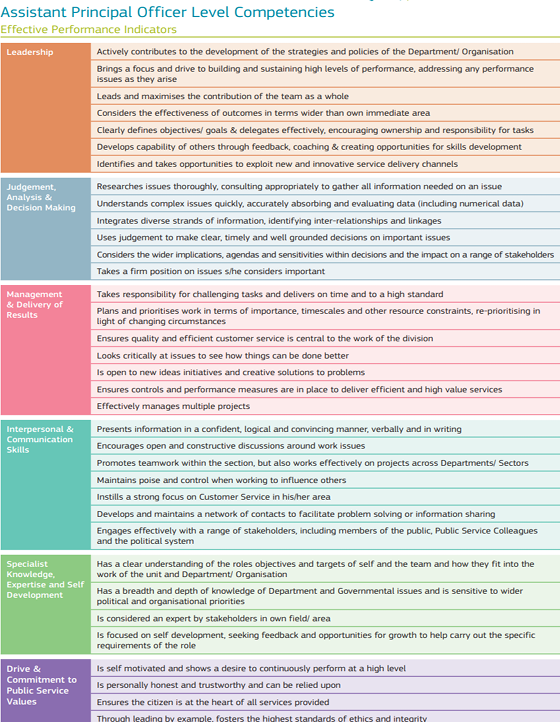 Assistant Principal Officer Level Competencies
Effective Performance Indicators
Leadership
Actively contributes to the development of the strategies and policies of the Department/ Organisation
Brings a focus and drive to building and sustaining high levels of performance, addressing any performance
issues as they arise
Leads and maximises the contribution of the team as a whole
Considers the effectiveness of outcomes in terms wider than own immediate area
Clearly defines objectives/ goals & delegates effectively, encouraging ownership and responsibility for tasks
Develops capability of others through feedback, coaching & creating opportunities for skills development
Identifies and takes opportunities to exploit new and innovative service delivery channels
Judgement,
Analysis &
Decision Making
Researches issues thoroughly, consulting appropriately to gather all information needed on an issue
Understands complex issues quickly, accurately absorbing and evaluating data (including numerical data)
Integrates diverse strands of information, identifying inter-relationships and linkages
Uses judgement to make clear, timely and well grounded decisions on important issues
Considers the wider implications, agendas and sensitivities within decisions and the impact on a range of stakeholders
Takes a firm position on issues s/he considers important
Management
& Delivery of
Results
Takes responsibility for challenging tasks and delivers on time and to a high standard
Plans and prioritises work in terms of importance, timescales and other resource constraints, re-prioritising in
light of changing circumstances
Ensures quality and efficient customer service is central to the work of the division
Looks critically at issues to see how things can be done better
Is open to new ideas initiatives and creative solutions to problems
Ensures controls and performance measures are in place to deliver efficient and high value services
Effectively manages multiple projects
Interpersonal &
Communication
Skills
Presents information in a confident, logical and convincing manner, verbally and in writing
Encourages open and constructive discussions around work issues
Promotes teamwork within the section, but also works effectively on projects across Departments/ Sectors
Maintains poise and control when working to influence others
Instills a strong focus on Customer Service in his/her area
Develops and maintains a network of contacts to facilitate problem solving or information sharing
Engages effectively with a range of stakeholders, including members of the public, Public Service Colleagues
and the political system
Specialist
Knowledge,
Expertise and Self
Development
Has a clear understanding of the roles objectives and targets of self and the team and how they fit into the
work of the unit and Department/ Organisation
Has a breadth and depth of knowledge of Department and Governmental issues and is sensitive to wider
political and organisational priorities
Is considered an expert by stakeholders in own field/ area
Is focused on self development, seeking feedback and opportunities for growth to help carry out the specific
requirements of the role
Drive &
Commitment to
Public Service
Values
Is self motivated and shows a desire to continuously perform at a high level
Is personally honest and trustworthy and can be relied upon
Ensures the citizen is at the heart of all services provided
Through leading by example, fosters the highest standards of ethics and integrity